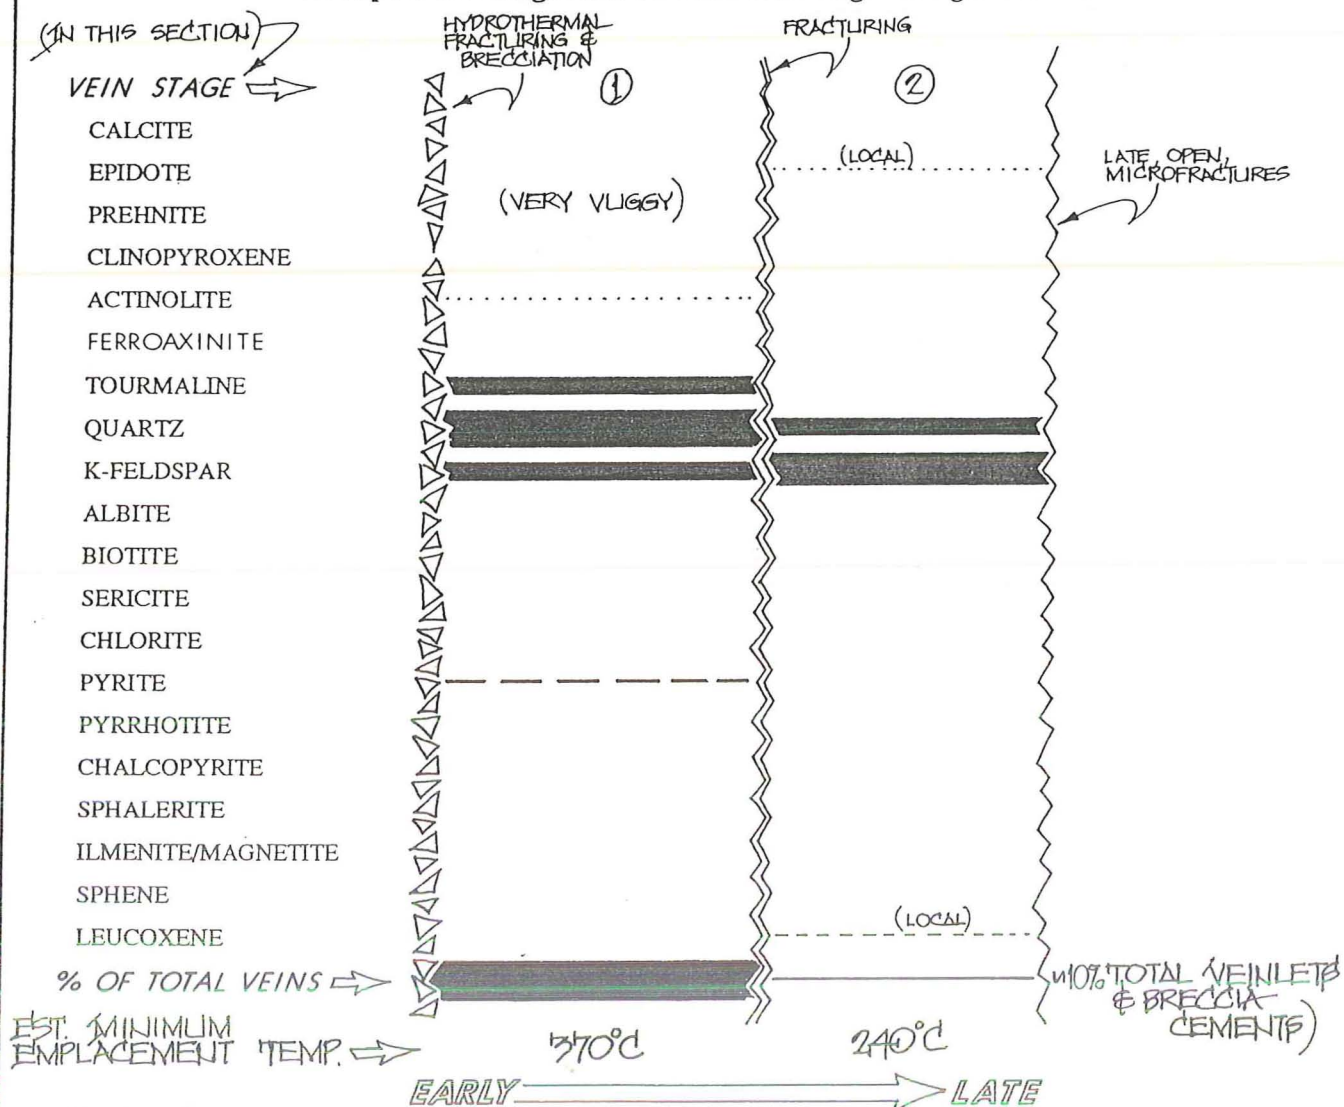 (IN THIS SECTION)
HYDROTHERMAL
FRACTURING &
BRECCIATION
FRACTURING
VEIN STAGE
1
2
CALCITE
(LOCAL)
LATE, OPEN,
MICROFRACTURES
EPIDOTE
(VERY VUGGY)
PREHNITE
CLINOPYROXENE
ACTINOLITE
FERROAXINITE
TOURMALINE
QUARTZ
K-FELDSPAR
ALBITE
BIOTITE
SERICITE
CHLORITE
PYRITE
PYRRHOTITE
CHALCOPYRITE
SPHALERITE
ILMENITE/MAGNETITE
SPHENE
(LOCAL)
LEUCOXENE
% OF TOTAL VEINS
~10% TOTAL VEINLETS
& BRECCIA
CEMENTS)
EST. MINIMUM
EMPLACEMENT TEMP.
370°C
240°C
EARLY
LATE